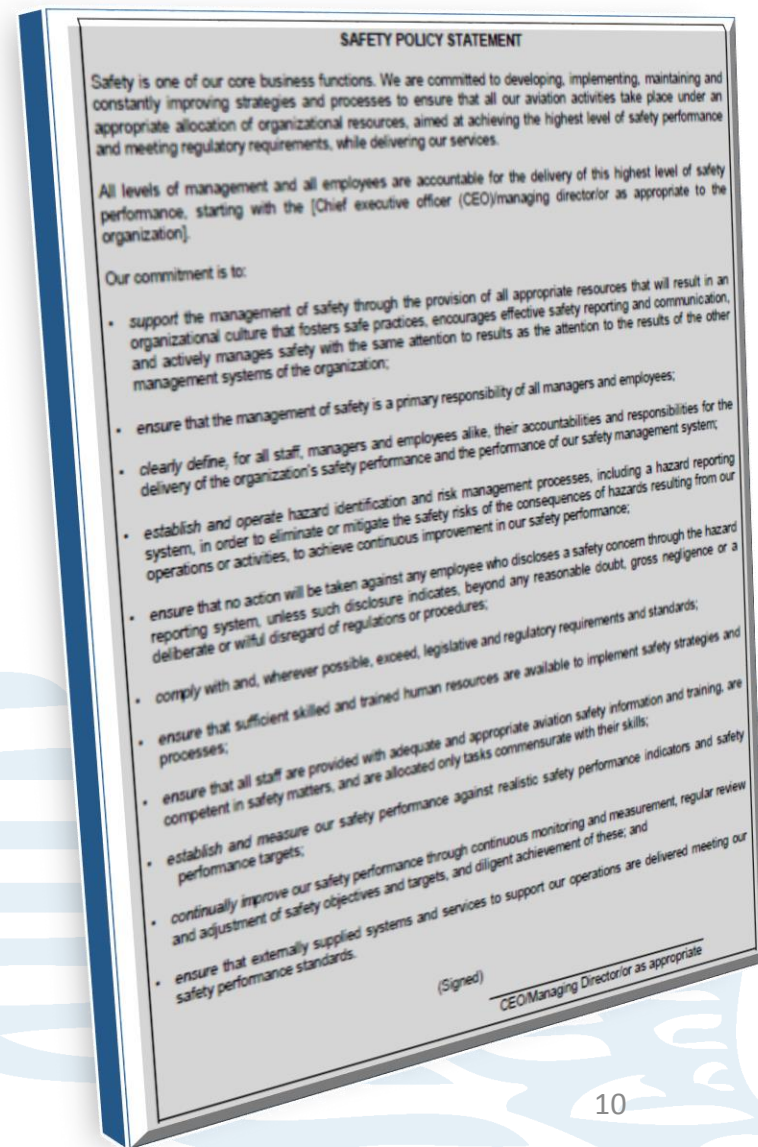 SAFETY POLICY STATEMENT
Safety is one of our core business functions. We are committed to developing, implementing, maintaining and
constantly improving strategies and processes to ensure that all our aviation activities take place under an
appropriate allocation of organizational resources, aimed at achieving the highest level of safety performance
and meeting regulatory requirements, while delivering our services.
All levels of management and all employees are accountable for the delivery of this highest level of safety
performance, starting with the [Chief executive officer (CEO)/managing director/or as appropriate to the
organization].
Our commitment is to:
• support the management of safety through the provision of all appropriate resources that will result in an
organizational culture that fosters safe practices, encourages effective safety reporting and communication,
and actively manages safety with the same attention to results as the attention to the results of the other
management systems of the organization;
• ensure that the management of safety is a primary responsibility of all managers and employees;
• clearly define, for all staff, managers and employees alike, their accountabilities and responsibilities for the
delivery of the organization's safety performance and the performance of our safety management system;
• establish and operate hazard identification and risk management processes, including a hazard reporting
system, in order to eliminate or mitigate the safety risks of the consequences of hazards resulting from our
operations or activities, to achieve continuous improvement in our safety performance;
• ensure that no action will be taken against any employee who discloses a safety concern through the hazard
reporting system, unless such disclosure indicates, beyond any reasonable doubt, gross negligence or a
deliberate or wilful disregard of regulations or procedures;
• comply with and, wherever possible, exceed, legislative and regulatory requirements and standards;
• ensure that sufficient skilled and trained human resources are available to implement safety strategies and
processes;
• ensure that all staff are provided with adequate and appropriate aviation safety information and training, are
competent in safety matters, and are allocated only tasks commensurate with their skills;
• establish and measure our safety performance against realistic safety performance indicators and safety
performance targets;
• continually improve our safety performance through continuous monitoring and measurement, regular review
and adjustment of safety objectives and targets, and diligent achievement of these; and
• ensure that externally supplied systems and services to support our operations are delivered meeting our
safety performance standards.
(Signed)
CEO/Managing Director/or as appropriate
10